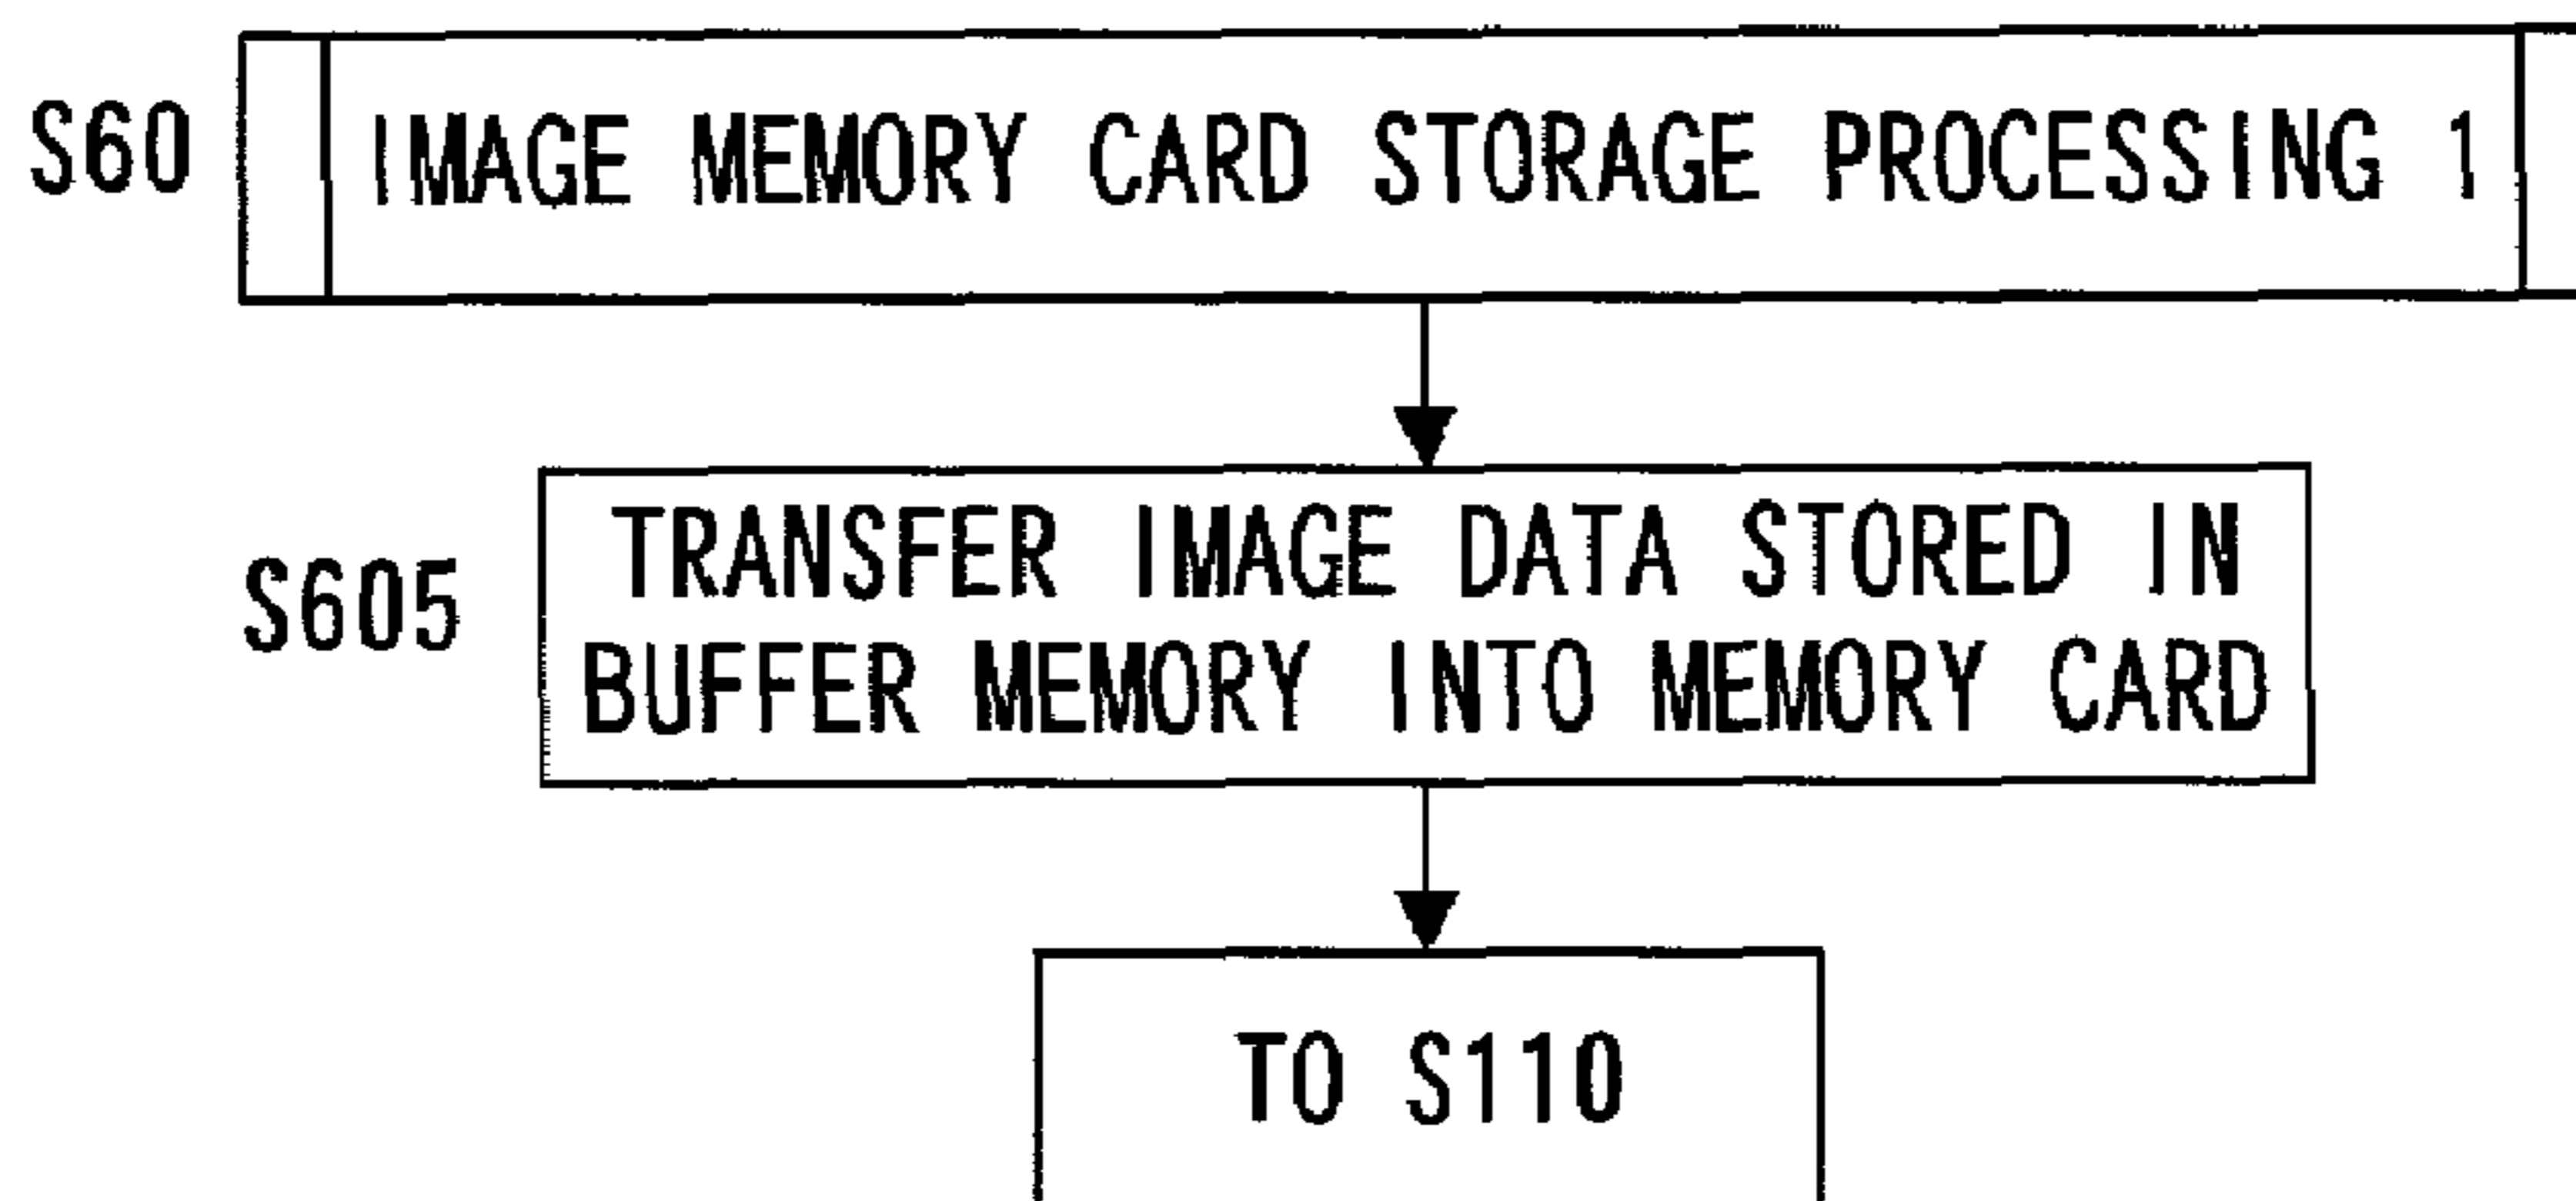 S60 IMAGE MEMORY CARD STORAGE PROCESSING 1
S605 TRANSFER IMAGE DATA STORED IN
BUFFER MEMORY INTO MEMORY CARD
TO S110